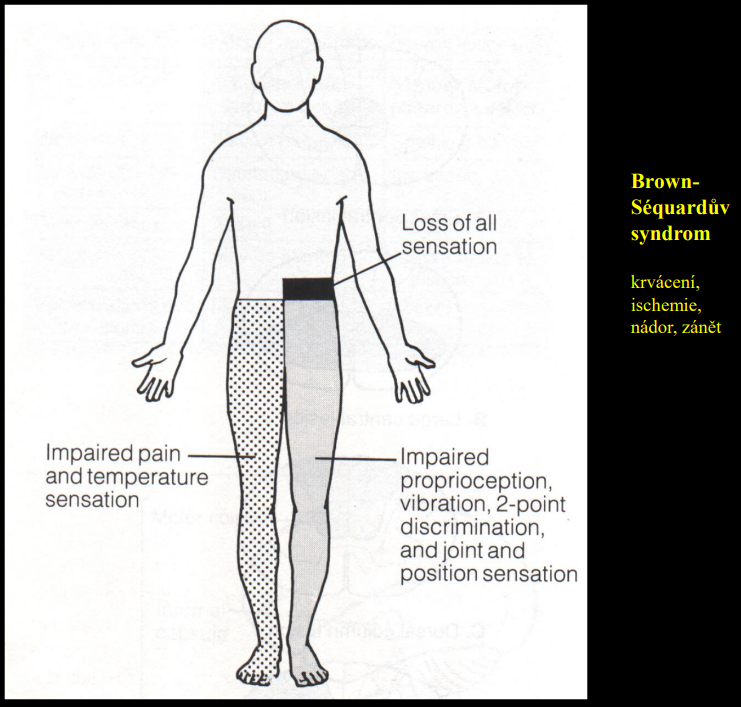 Loss of all
sensation
Impaired pain
and temperature
sensation
Impaired
proprioception,
vibration, 2-point
discrimination,
and joint and
position sensation
Brown-
Séquardův
syndrom
krvácení,
ischemie,
nádor, zánět